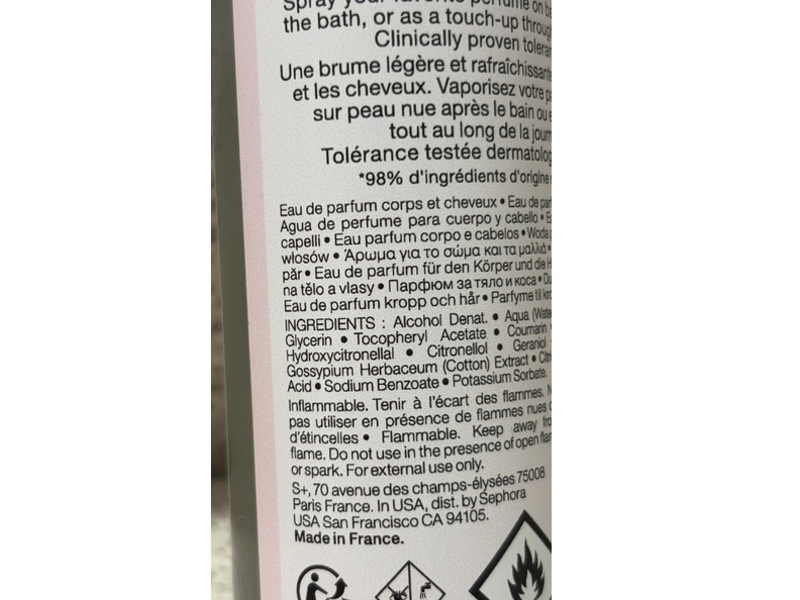 Spray your favorite perfume on
the bath, or as a touch-up
Clinically proven
Une brume légère et rafraîchissante
et les cheveux. Vaporisez votre
sur peau nue après le bain ou
tout au long de la
Tolérance testée
*98% d'ingrédients d'origine
Eau de parfum corps et cheveux • Eau de
Agua de perfume para cuerpo y cabello •
capelli • Eau parfum corpo e cabelos • Woda
włosów • Άρωμα για το σώμα και τα μαλλιά •
păr • Eau de parfum für den Körper und die
na tělo a vlasy • Парфюм за тяло и коса •
Eau de parfum kropp och hår • Parfyme til
INGREDIENTS : Alcohol Denat. • Aqua (Water
Glycerin • Tocopheryl Acetate • Coumarin •
Hydroxycitronellal • Citronellol • Geraniol
Gossypium Herbaceum (Cotton) Extract •
Acid • Sodium Benzoate • Potassium Sorbate.
Inflammable. Tenir à l'écart des flammes.
pas utiliser en présence de flammes nues
d'étincelles • Flammable. Keep away
flame. Do not use in the presence of open
or spark. For external use only.
S+, 70 avenue des champs-élysées 75008
Paris France. In USA, dist. by Sephora
USA San Francisco CA 94105.
Made in France.